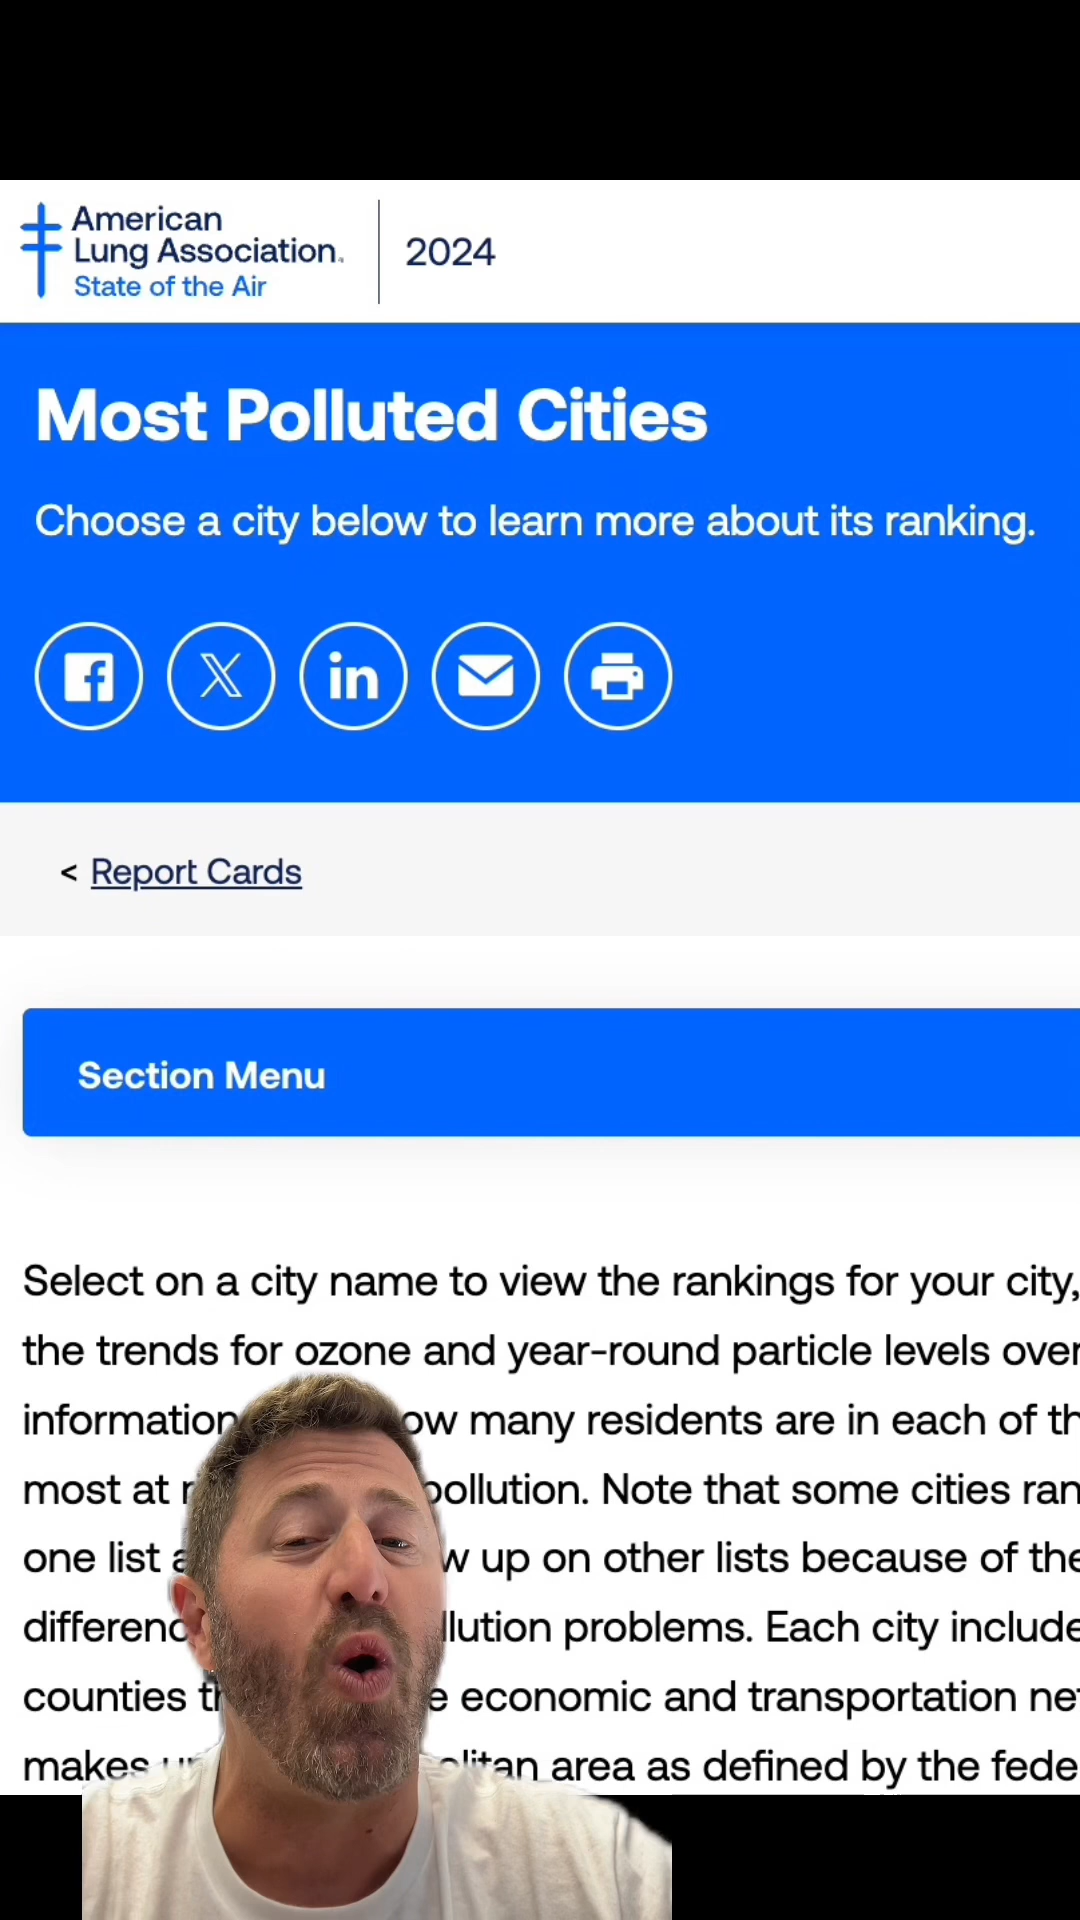 American
Lung Association.
State of the Air
2024
Most Polluted Cities
Choose a city below to learn more about its ranking.
< Report Cards
Section Menu
Select on a city name to view the rankings for your city,
the trends for ozone and year-round particle levels over
information ow many residents are in each of th
most at pollution. Note that some cities ran
one list w up on other lists because of the
differenc llution problems. Each city include
counties e economic and transportation ne
makes olitan area as defined by the fede